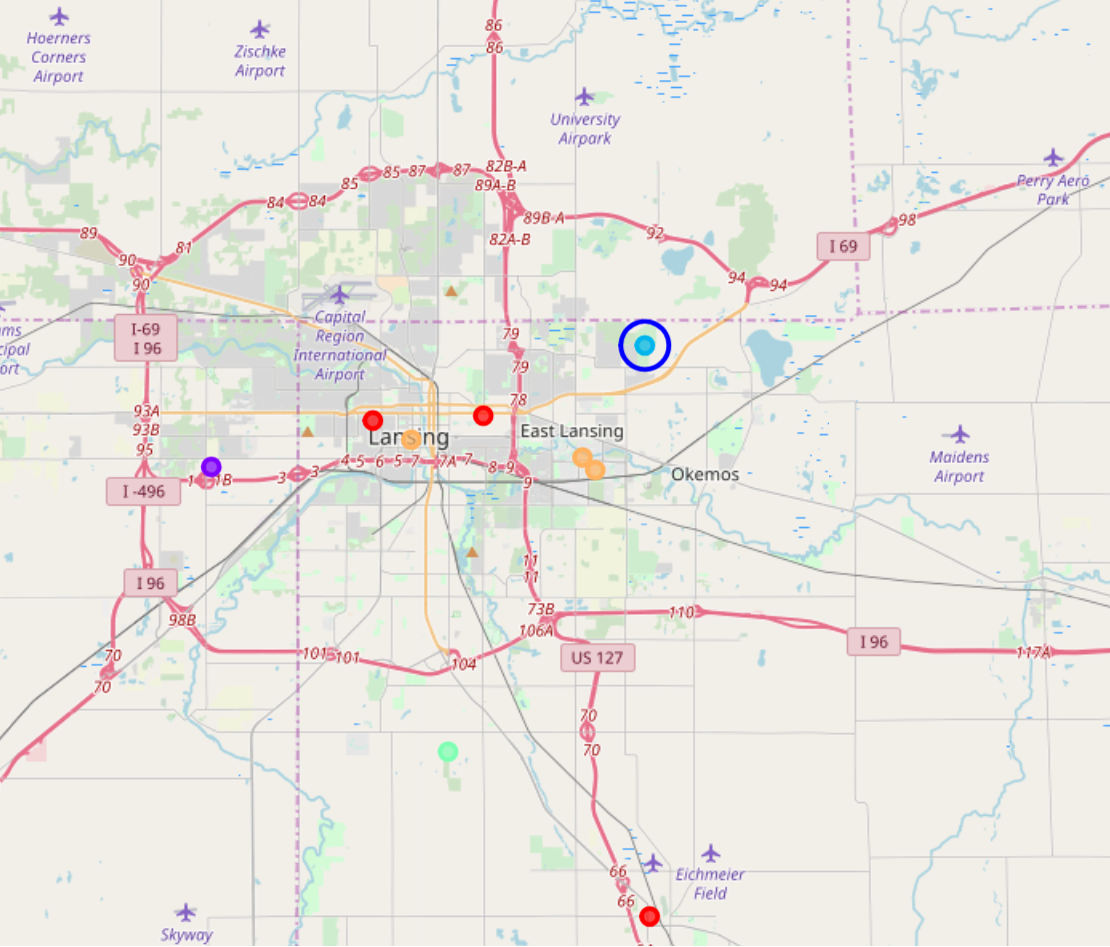 Hoerners
Corners
Airport
Zischke
Airport
86
86
University
Airpark
Perry Aero
Park
85
87
87
82B-A
85
89A-B
84
84
89B-A
98
82A-B
92
I 69
89
81
90
94
94
90
Capital
Region
International
Airport
I-69
I 96
79
79
78
93A
93B
95
Lansing
East Lansing
Okemos
Maidens
Airport
1
1B
3
3
4
5
6
5
7
7A
7
8
9
9
I -496
11
11
I 96
98B
73B
106A
110
I 96
117A
101
101
104
US 127
70
70
70
70
66
66
Eichmeier
Field
Skyway